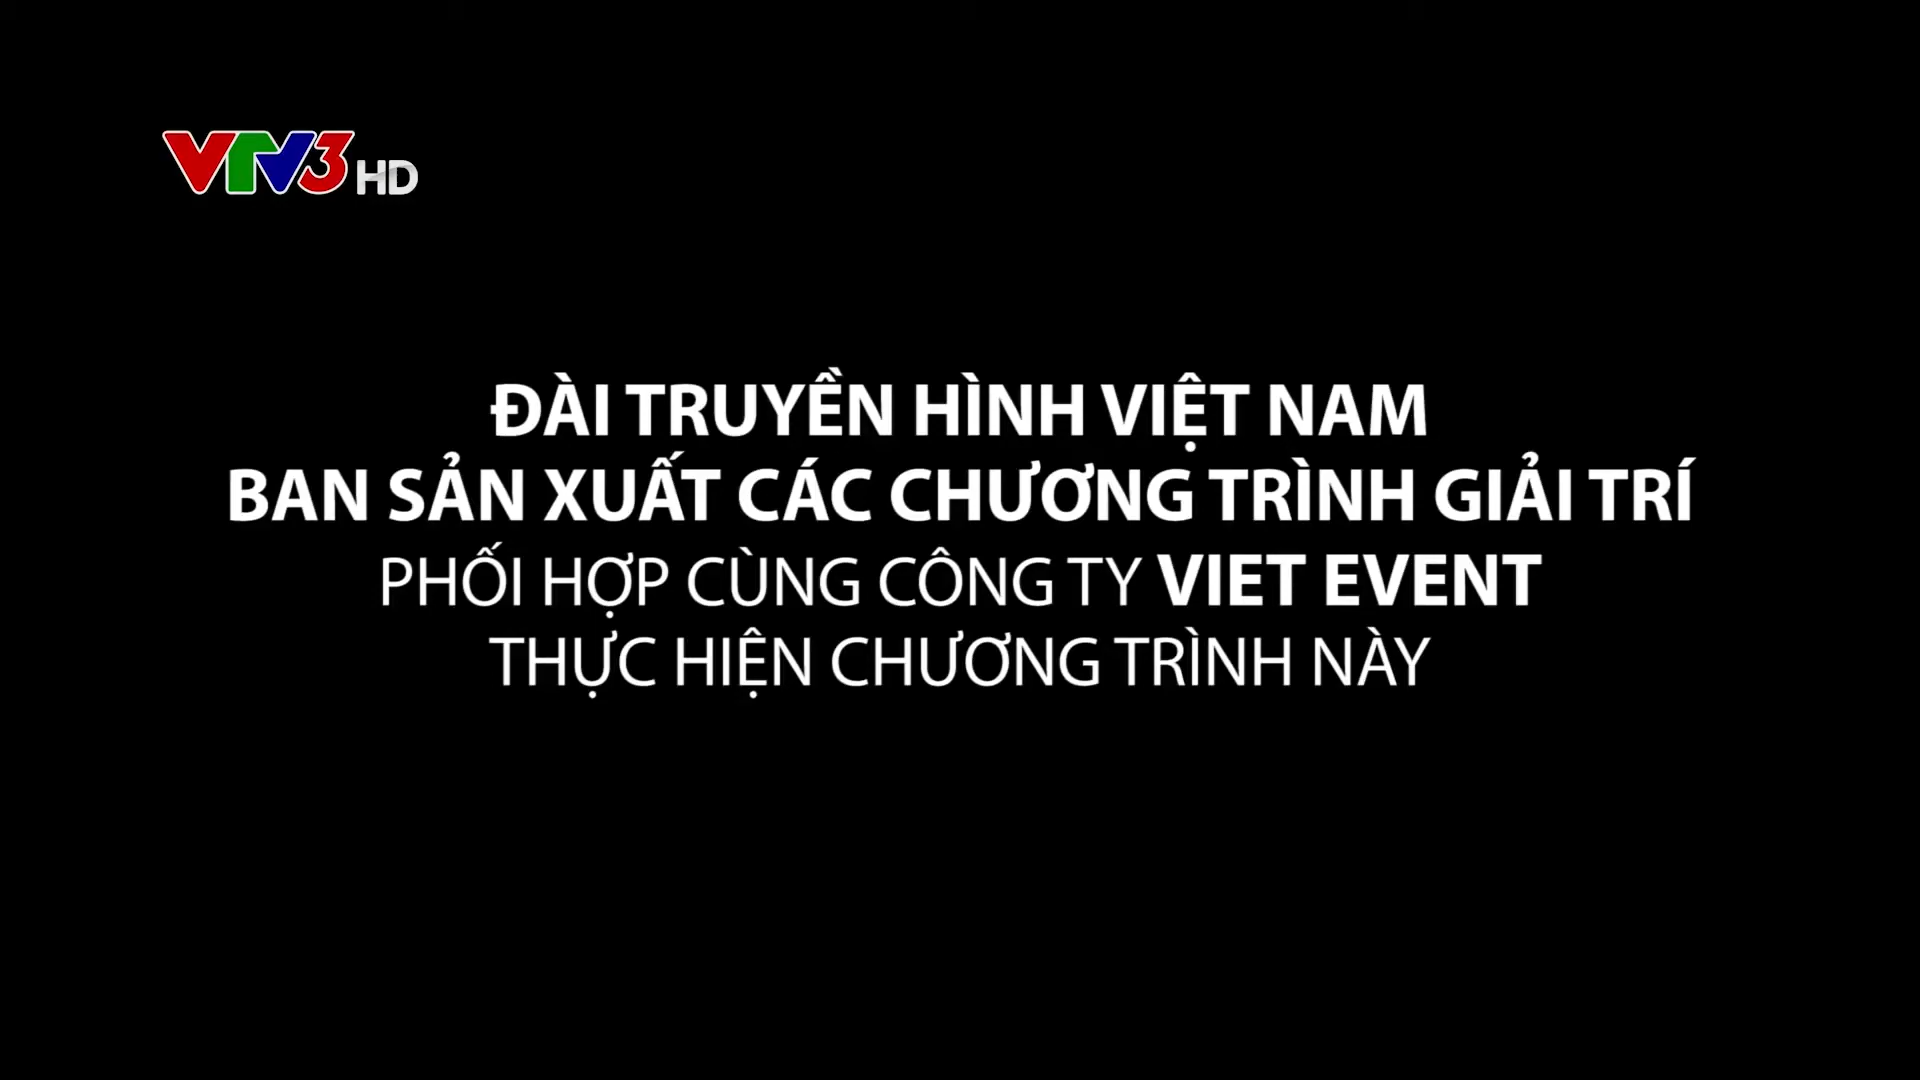 VTV3 HD
ĐÀI TRUYỀN HÌNH VIỆT NAM
BAN SẢN XUẤT CÁC CHƯƠNG TRÌNH GIẢI TRÍ
PHỐI HỢP CÙNG CÔNG TY VIET EVENT
THỰC HIỆN CHƯƠNG TRÌNH NÀY